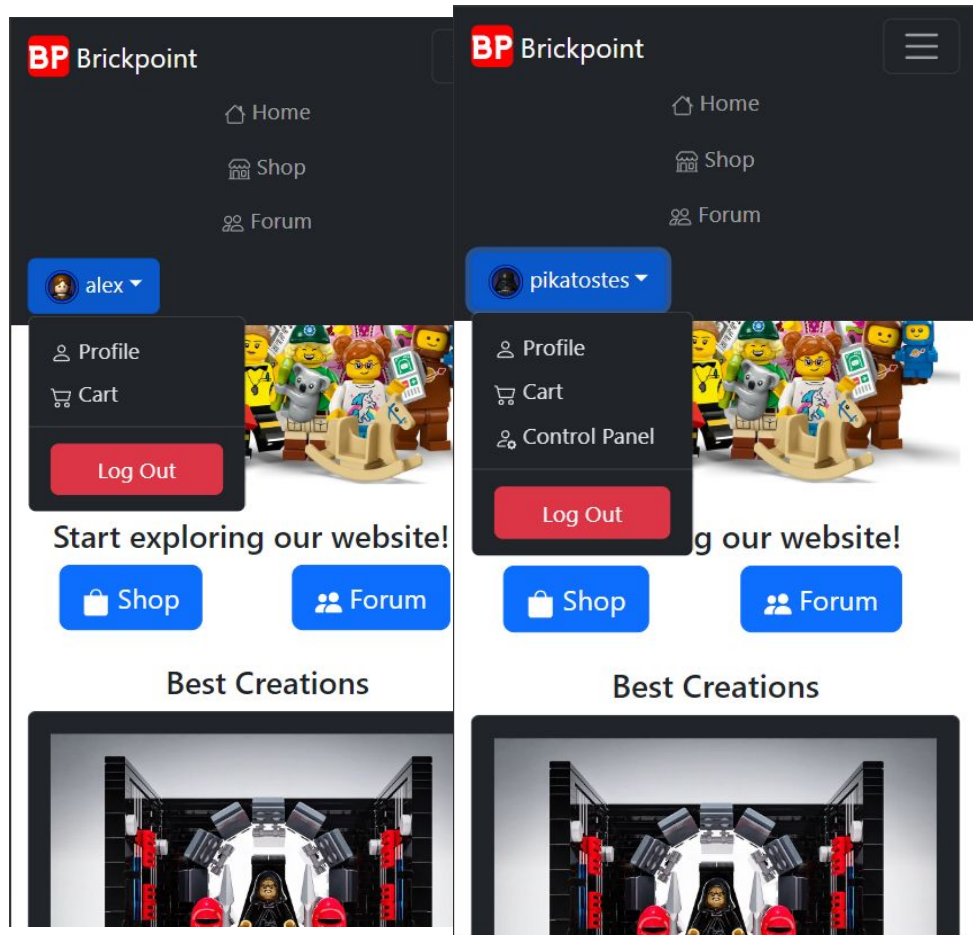 BP Brickpoint
Home
Shop
Forum
alex
Profile
Cart
Log Out
Start exploring our website!
Shop
Forum
Best Creations
BP Brickpoint
Home
Shop
Forum
pikatostes
Profile
Cart
Control Panel
Log Out
g our website!
Shop
Forum
Best Creations